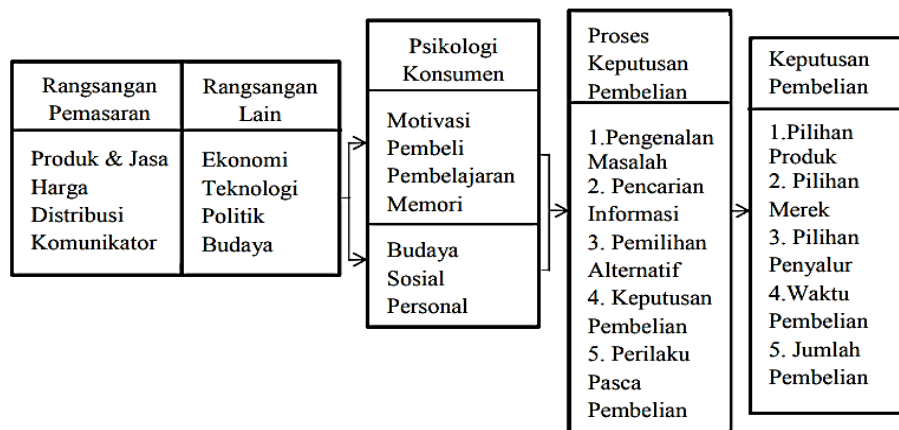 Rangsangan
Pemasaran
Produk & Jasa
Harga
Distribusi
Komunikator
Rangsangan
Lain
Ekonomi
Teknologi
Politik
Budaya
Psikologi
Konsumen
Motivasi
Pembeli
Pembelajaran
Memori
Budaya
Sosial
Personal
Proses
Keputusan
Pembelian
1.Pengenalan
Masalah
2. Pencarian
Informasi
3. Pemilihan
Alternatif
4. Keputusan
Pembelian
5. Perilaku
Pasca
Pembelian
Keputusan
Pembelian
1.Pilihan
Produk
2. Pilihan
Merek
3. Pilihan
Penyalur
4.Waktu
Pembelian
5. Jumlah
Pembelian